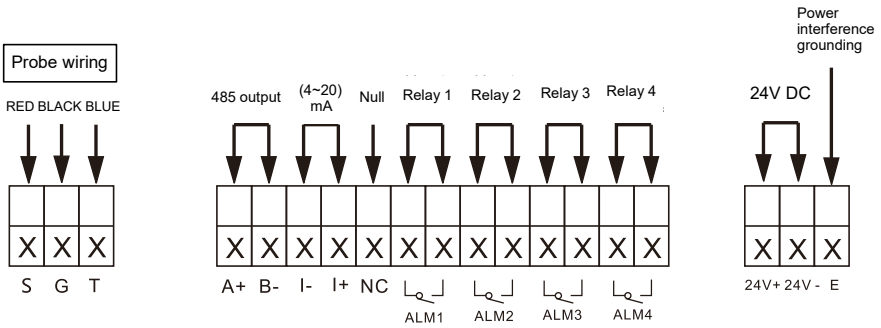 Power
interference
grounding
Probe wiring
RED BLACK BLUE
485 output
(4~20)
mA
Null
Relay 1
Relay 2
Relay 3
Relay 4
24V DC
X X X
X X X X X X X X X X X X X
X X X
S G T
A+ B- I- I+ NC
24V+ 24V - E
ALM1 ALM2 ALM3 ALM4